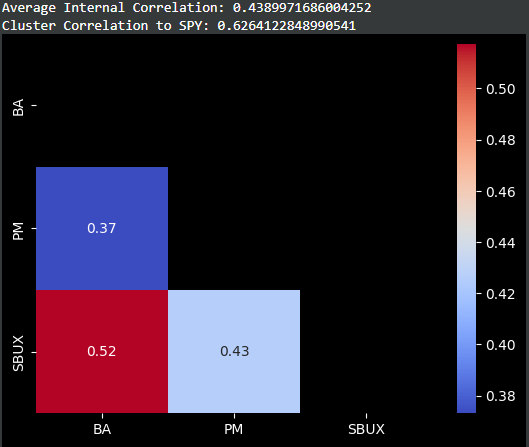 Average Internal Correlation: 0.4389971686004252
Cluster Correlation to SPY: 0.6264122848990541
0.50
BA
0.48
0.46
PM
0.37
0.44
0.42
SBUX
0.52
0.43
0.40
0.38
BA
PM
SBUX